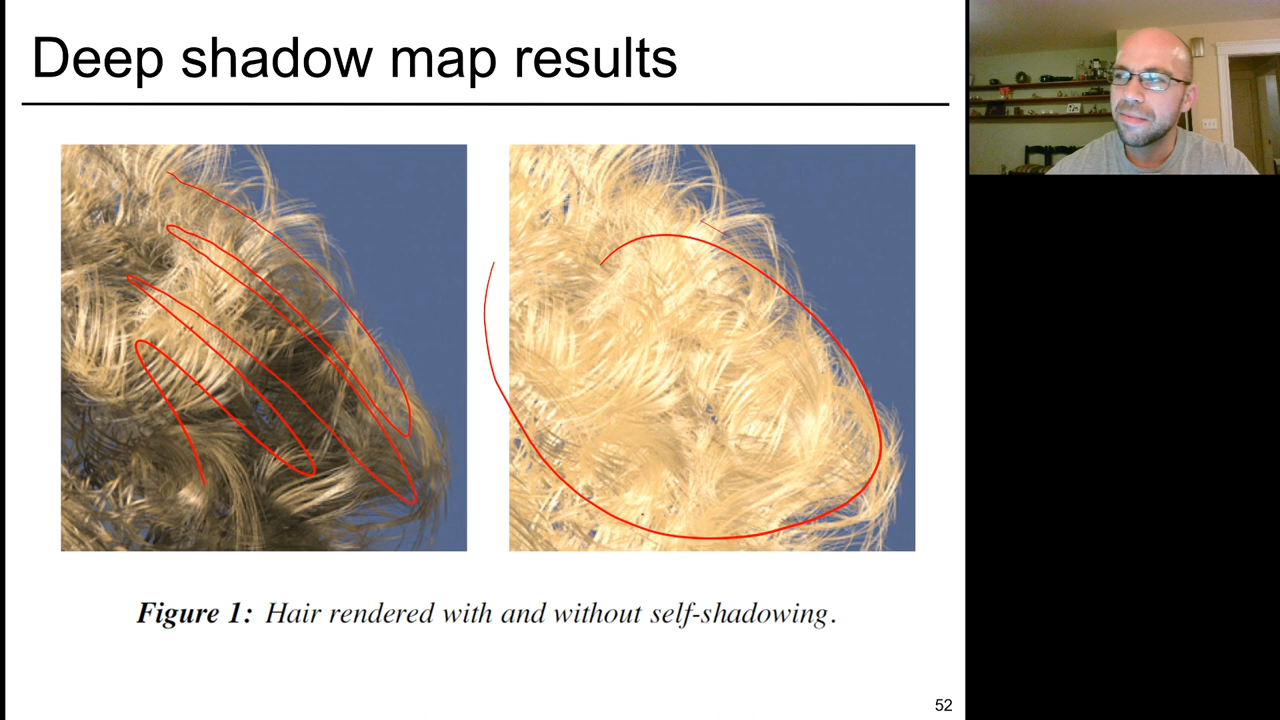 Deep shadow map results
Figure 1: Hair rendered with and without self-shadowing.
52